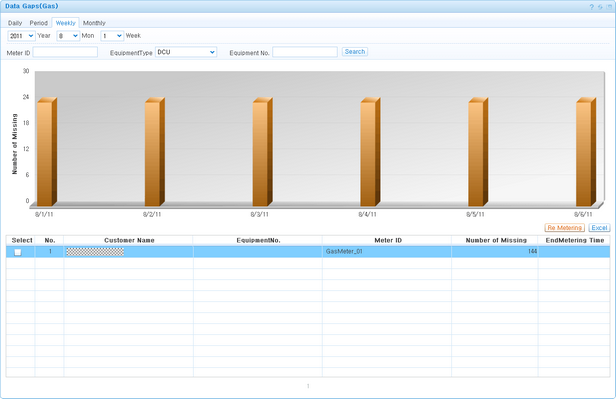 Data Gaps(Gas)
Daily Period Weekly Monthly
2011 Year 8 Mon 1 Week
Meter ID EquipmentType DCU Equipment No. Search
30
24
18
12
6
0
Number of Missing
8/1/11 8/2/11 8/3/11 8/4/11 8/5/11 8/6/11
Re Metering Excel
Select No. Customer Name EquipmentNo. Meter ID Number of Missing EndMetering Time
1 GasMeter_01 144
1